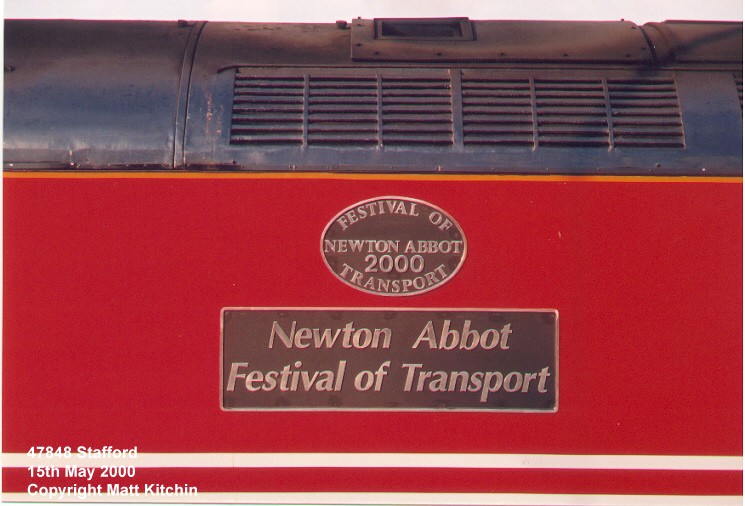 FESTIVAL OF
NEWTON ABBOT
2000
TRANSPORT
Newton Abbot
Festival of Transport
47848 Stafford
15th May 2000
Copyright Matt Kitchin